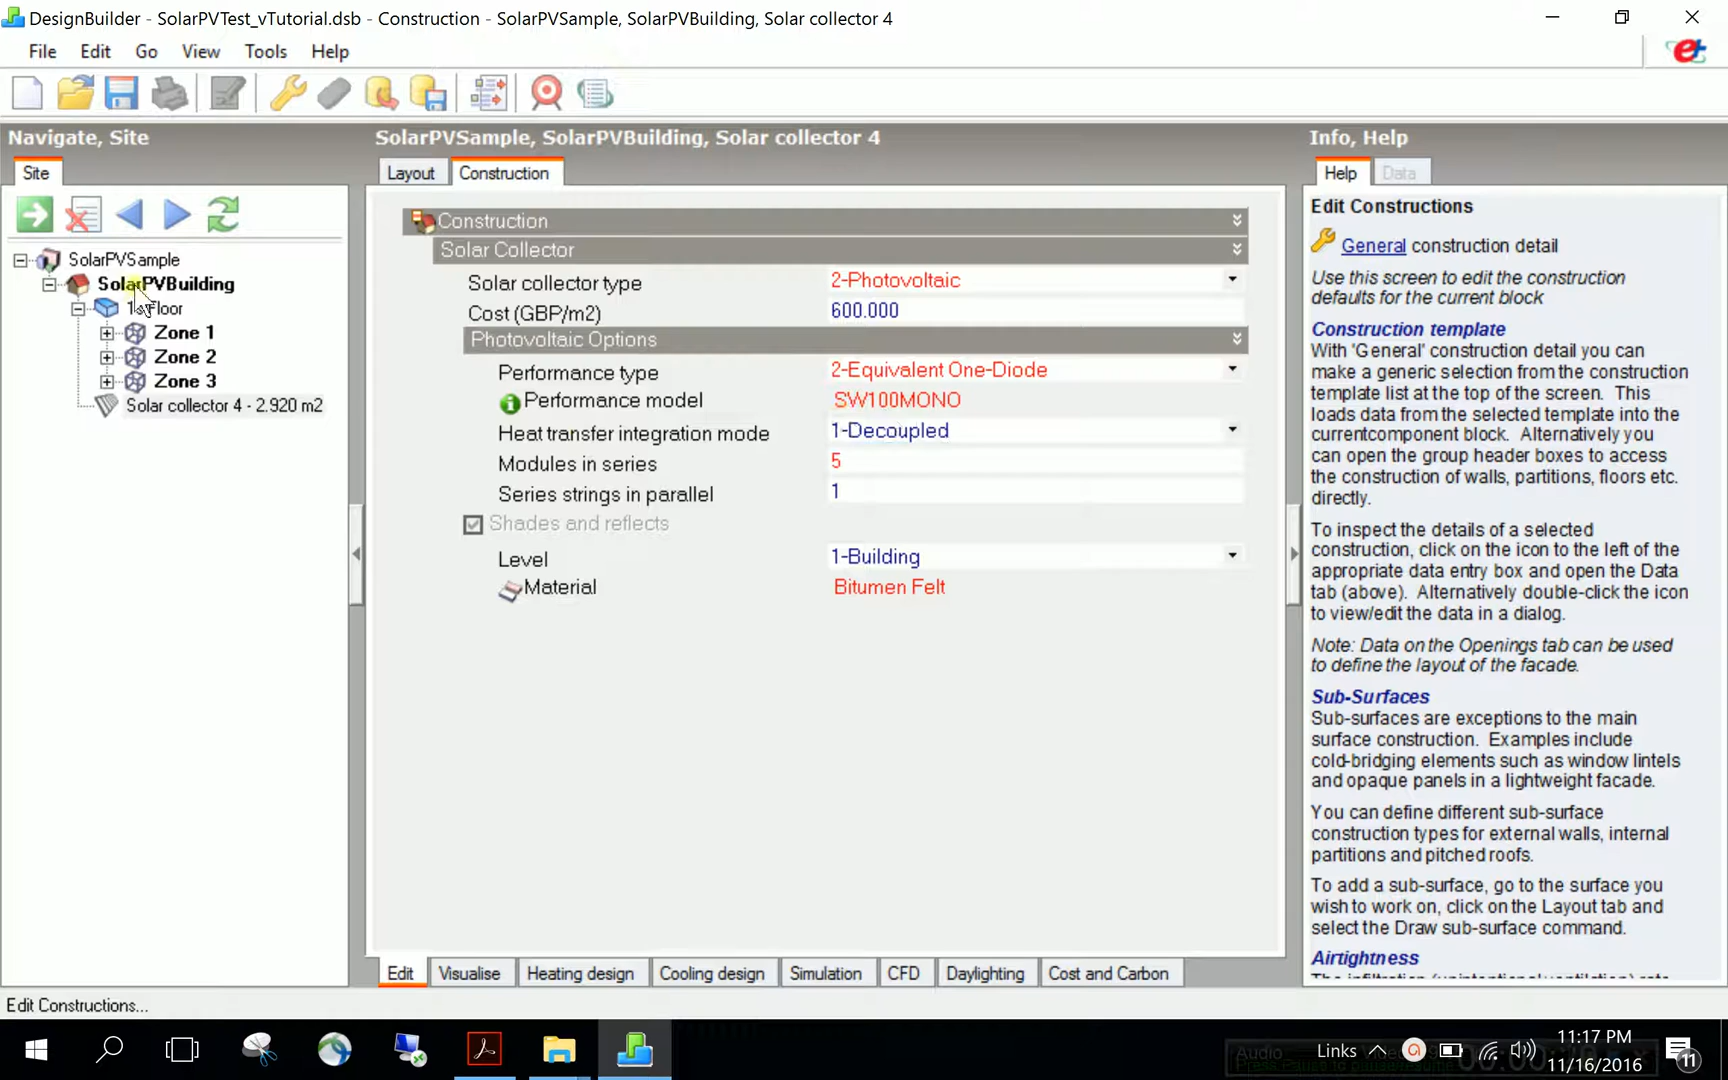 DesignBuilder - SolarPVTest_vTutorial.dsb - Construction - SolarPVSample, SolarPVBuilding, Solar collector 4
File Edit Go View Tools Help
Navigate, Site
Site
SolarPVSample
SolarPVBuilding
Floor
Zone 1
Zone 2
Zone 3
Solar collector 4 - 2.920 m2
SolarPVSample, SolarPVBuilding, Solar collector 4
Layout Construction
Construction
Solar Collector
Solar collector type 2-Photovoltaic
Cost (GBP/m2) 600.000
Photovoltaic Options
Performance type 2-Equivalent One-Diode
Performance model SW100MONO
Heat transfer integration mode 1-Decoupled
Modules in series 5
Series strings in parallel 1
Shades and reflects
Level 1-Building
Material Bitumen Felt
Edit Visualise Heating design Cooling design Simulation CFD Daylighting Cost and Carbon
Info, Help
Help Data
Edit Constructions
General construction detail
Use this screen to edit the construction
defaults for the current block
Construction template
With 'General' construction detail you can
make a generic selection from the construction
template list at the top of the screen. This
loads data from the selected template into the
currentcomponent block. Alternatively you
can open the group header boxes to access
the construction of walls, partitions, floors etc.
directly.
To inspect the details of a selected
construction, click on the icon to the left of the
appropriate data entry box and open the Data
tab (above). Alternatively double-click the icon
to view/edit the data in a dialog.
Note: Data on the Openings tab can be used
to define the layout of the facade.
Sub-Surfaces
Sub-surfaces are exceptions to the main
surface construction. Examples include
cold-bridging elements such as window lintels
and opaque panels in a lightweight facade.
You can define different sub-surface
construction types for external walls, internal
partitions and pitched roofs.
To add a sub-surface, go to the surface you
wish to work on, click on the Layout tab and
select the Draw sub-surface command.
Airtightness
Edit Constructions...
Links
11:17 PM
11/16/2016
11
Audio